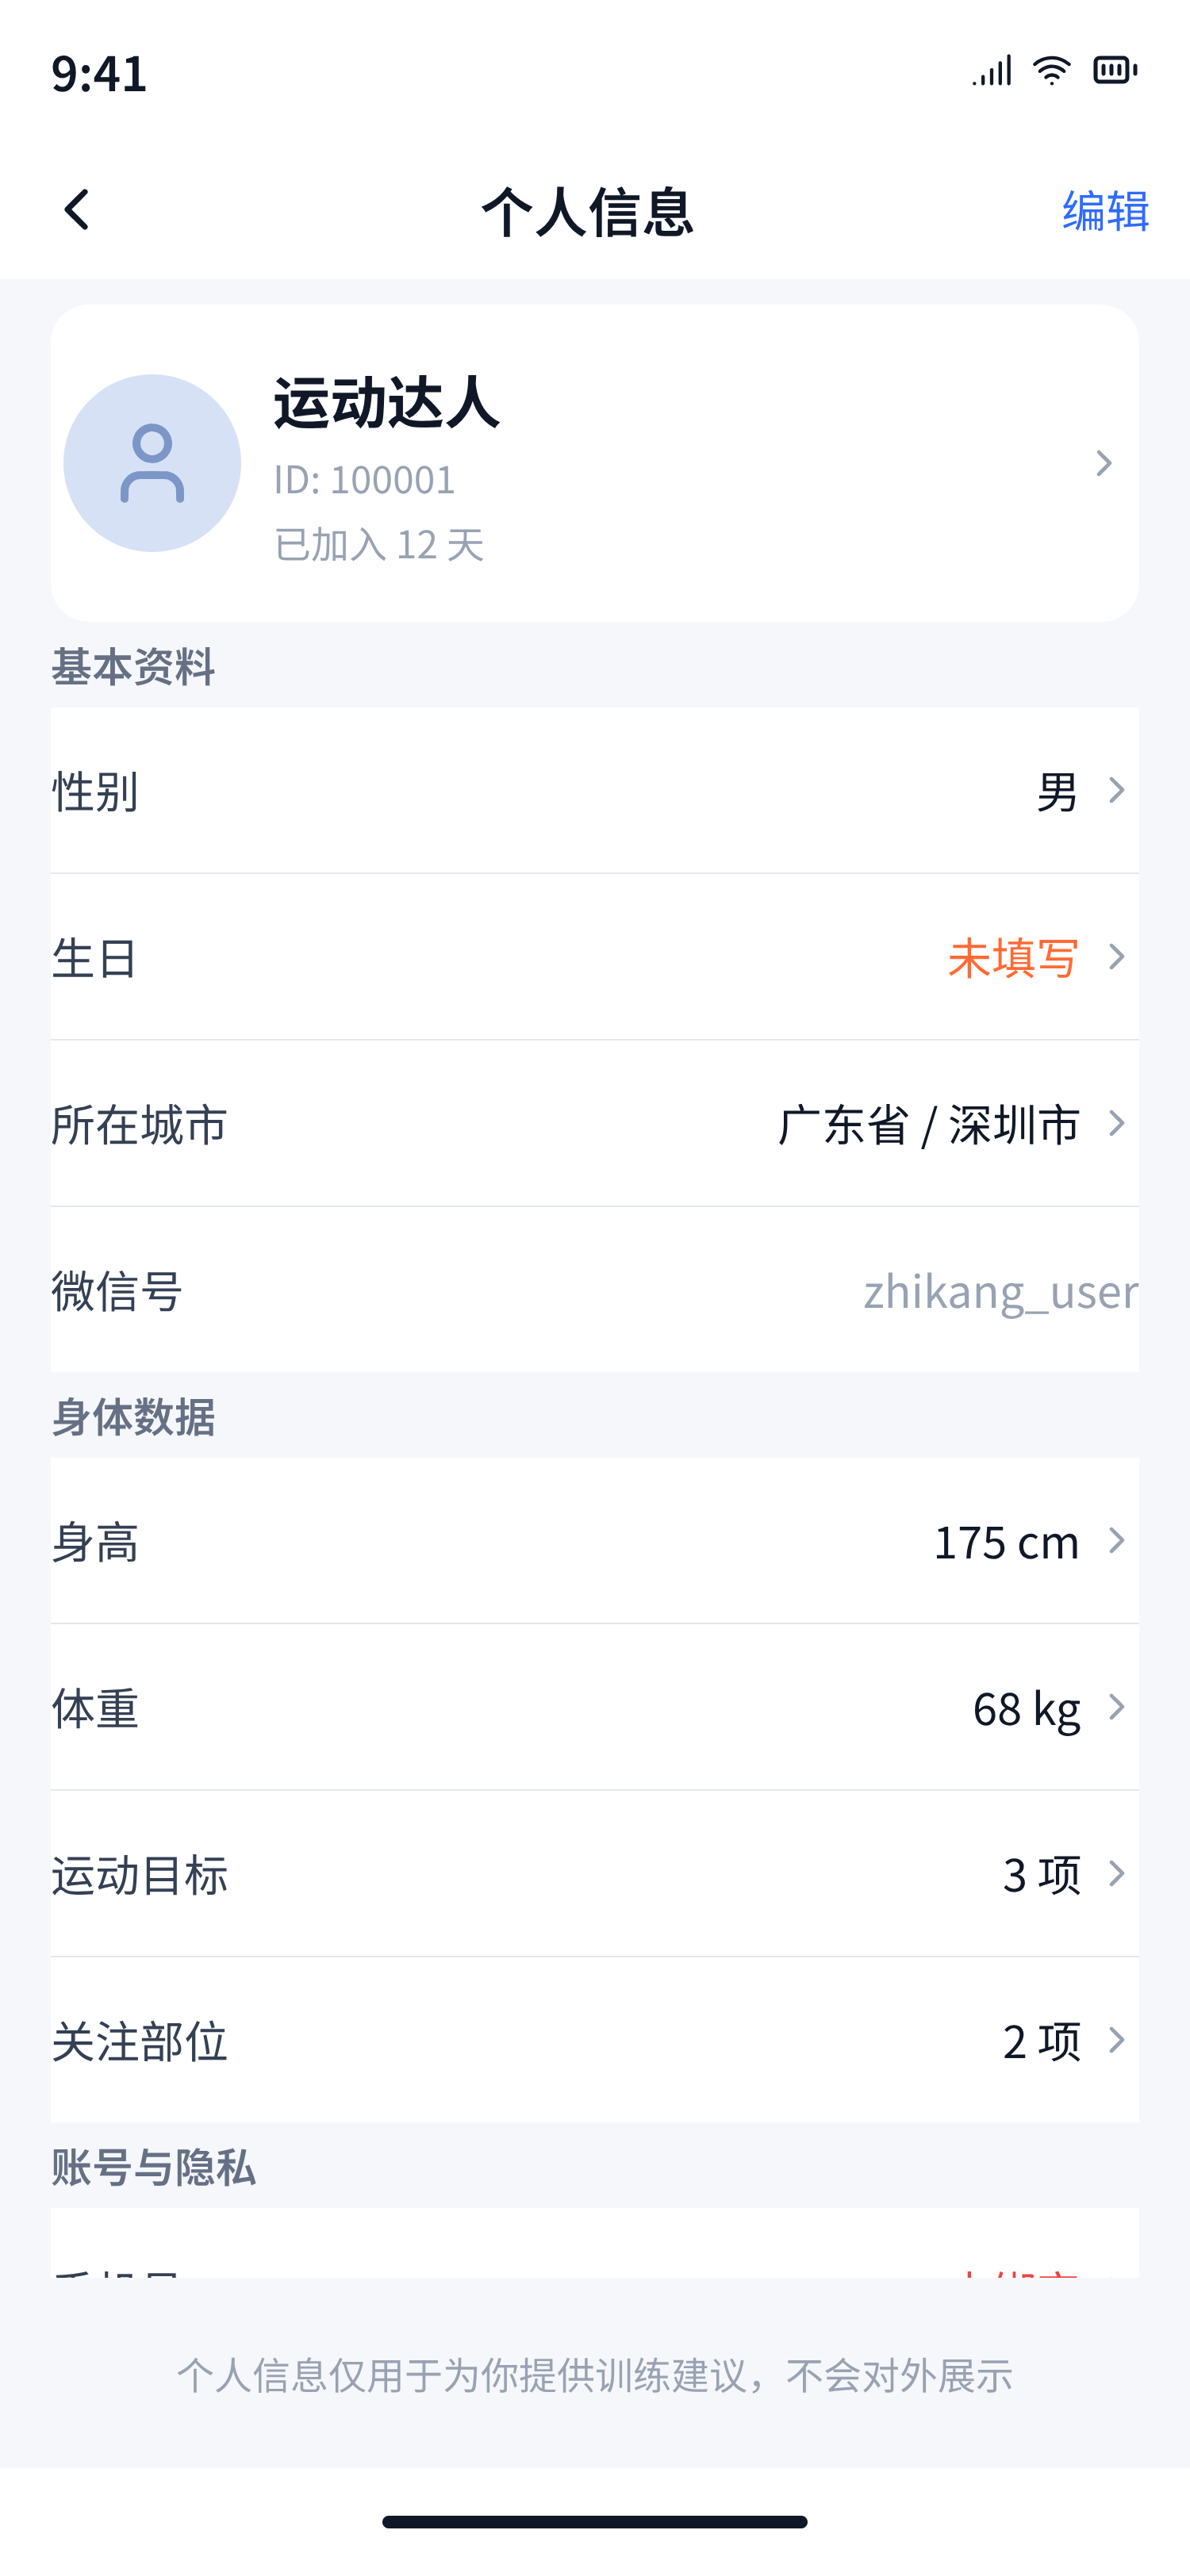 9:41
个人信息
编辑
运动达人
ID: 100001
已加入 12 天
基本资料
性别 男
生日 未填写
所在城市 广东省 / 深圳市
微信号 zhikang_user
身体数据
身高 175 cm
体重 68 kg
运动目标 3 项
关注部位 2 项
账号与隐私
个人信息仅用于为你提供训练建议，不会对外展示